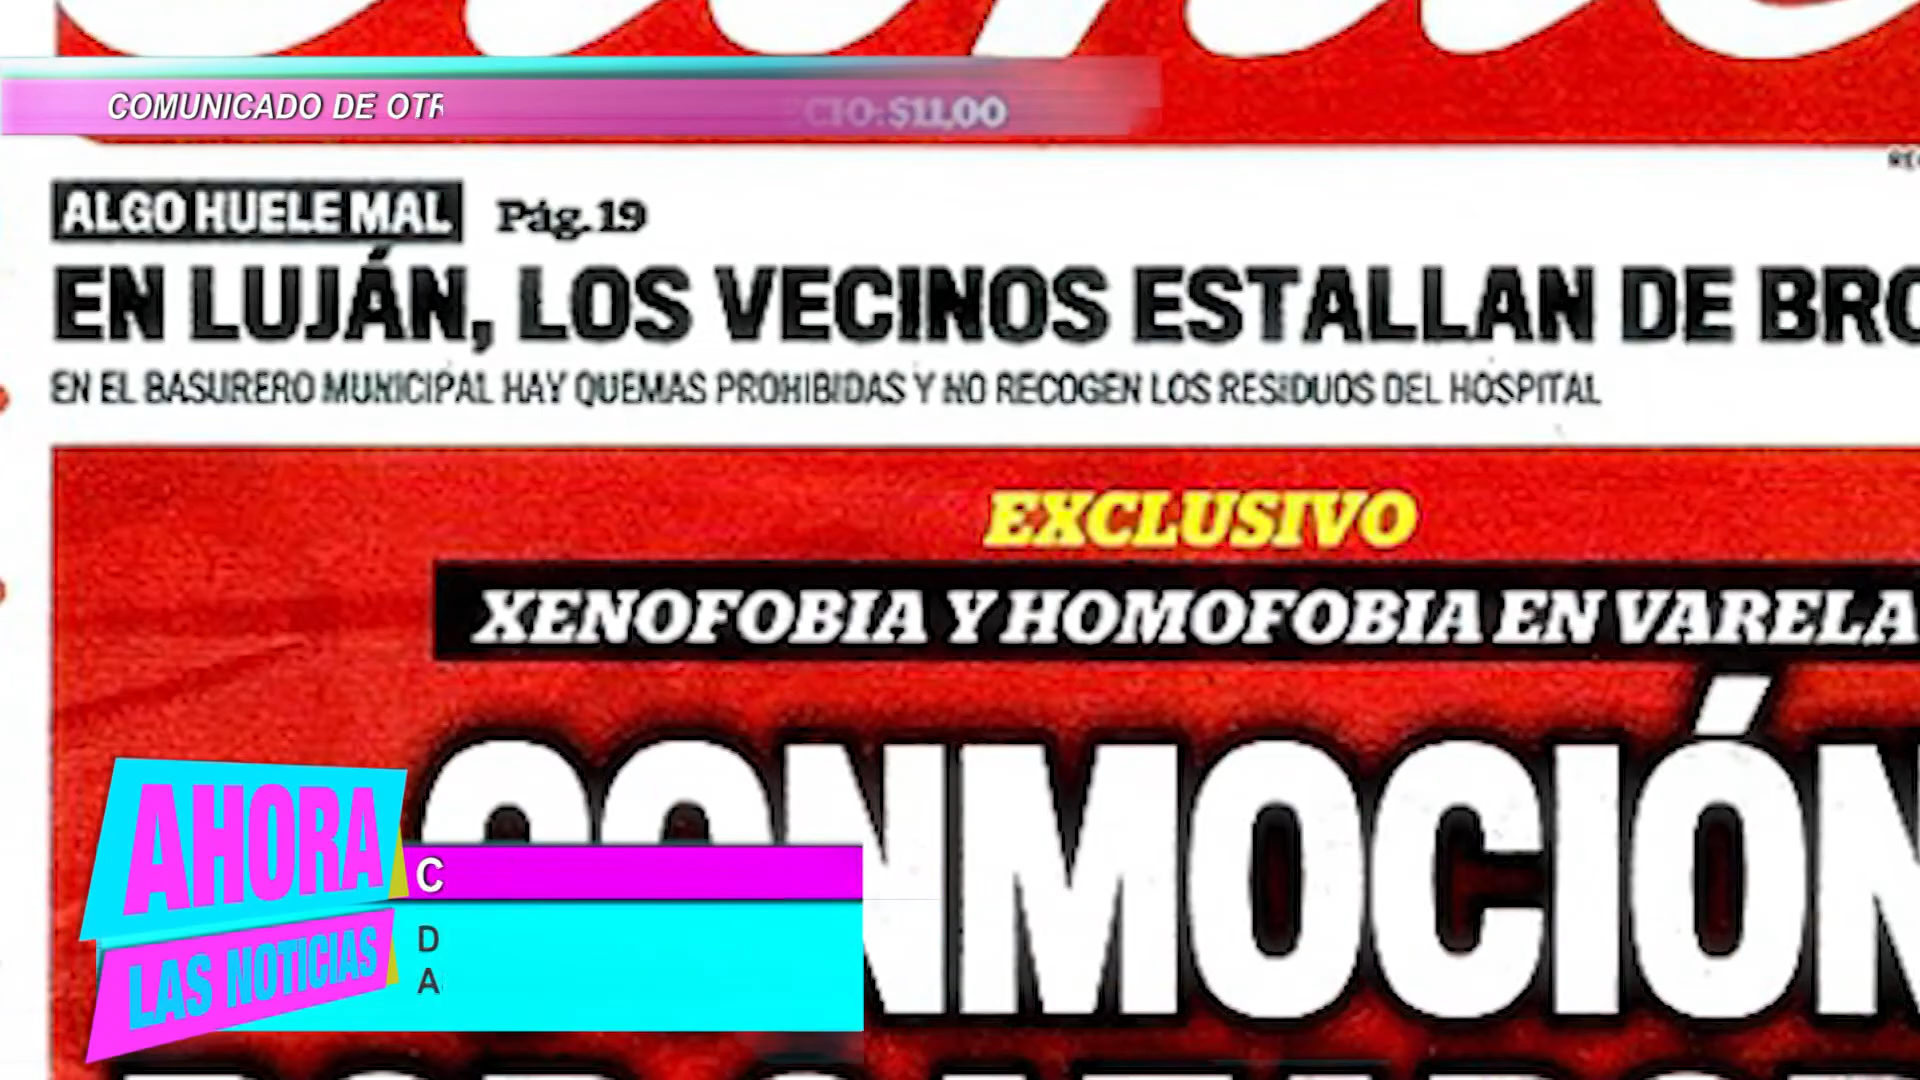 COMUNICADO DE OTR
CIO: $11,00
ALGO HUELE MAL Pág. 19
EN LUJÁN, LOS VECINOS ESTALLAN DE BRO
EN EL BASURERO MUNICIPAL HAY QUEMAS PROHIBIDAS Y NO RECOGEN LOS RESIDUOS DEL HOSPITAL
EXCLUSIVO
XENOFOBIA Y HOMOFOBIA EN VARELA
CONMOCIÓN
AHORA
LAS NOTICIAS
C
D
A